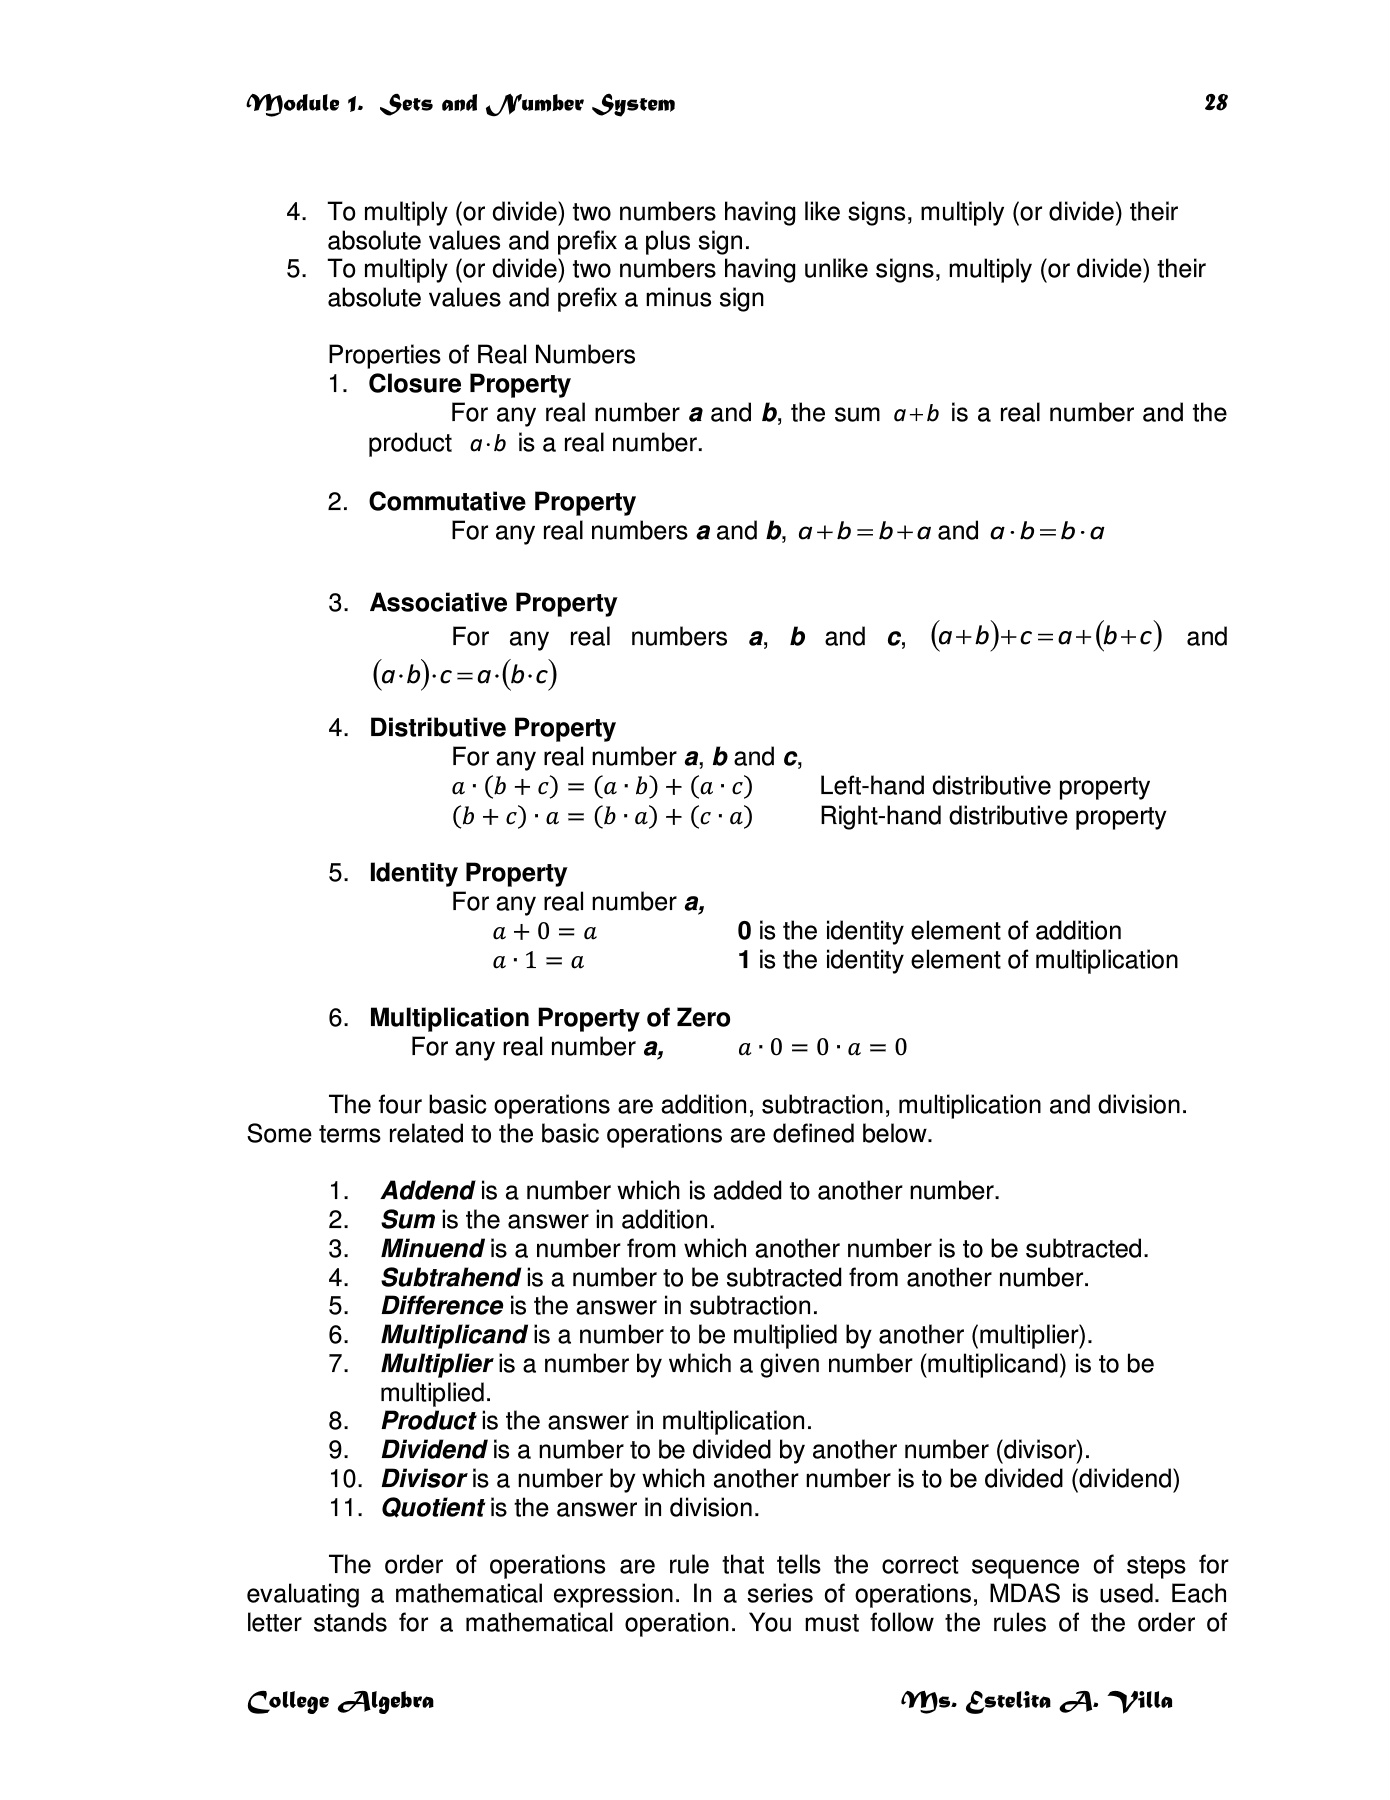 Module 1. Sets and Number System 28
4. To multiply (or divide) two numbers having like signs, multiply (or divide) their
absolute values and prefix a plus sign.
5. To multiply (or divide) two numbers having unlike signs, multiply (or divide) their
absolute values and prefix a minus sign
Properties of Real Numbers
1. Closure Property
For any real number a and b, the sum a+b is a real number and the
product a·b is a real number.
2. Commutative Property
For any real numbers a and b, a+b=b+a and a·b=b·a
3. Associative Property
For any real numbers a, b and c, (a+b)+c=a+(b+c) and
(a·b)·c=a·(b·c)
4. Distributive Property
For any real number a, b and c,
a · (b + c) = (a · b) + (a · c) Left-hand distributive property
(b + c) · a = (b · a) + (c · a) Right-hand distributive property
5. Identity Property
For any real number a,
a + 0 = a 0 is the identity element of addition
a · 1 = a 1 is the identity element of multiplication
6. Multiplication Property of Zero
For any real number a, a · 0 = 0 · a = 0
The four basic operations are addition, subtraction, multiplication and division.
Some terms related to the basic operations are defined below.
1. Addend is a number which is added to another number.
2. Sum is the answer in addition.
3. Minuend is a number from which another number is to be subtracted.
4. Subtrahend is a number to be subtracted from another number.
5. Difference is the answer in subtraction.
6. Multiplicand is a number to be multiplied by another (multiplier).
7. Multiplier is a number by which a given number (multiplicand) is to be
multiplied.
8. Product is the answer in multiplication.
9. Dividend is a number to be divided by another number (divisor).
10. Divisor is a number by which another number is to be divided (dividend)
11. Quotient is the answer in division.
The order of operations are rule that tells the correct sequence of steps for
evaluating a mathematical expression. In a series of operations, MDAS is used. Each
letter stands for a mathematical operation. You must follow the rules of the order of
College Algebra Ms. Estelita A. Villa